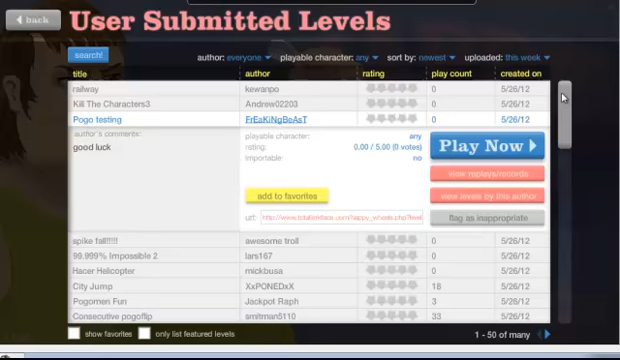 back
User Submitted Levels
search!
author: everyone playable character: any sort by: newest uploaded: this week
title author rating play count created on
railway kewanpo 0 5/26/12
Kill The Characters3 Andrew02203 0 5/26/12
Pogo testing FrEaKiNgBeAsT 0 5/26/12
author's comments:
good luck
playable character: any
rating: 0.00 / 5.00 (0 votes)
importable: no
Play Now
view replays/records
add to favorites
view levels by this author
url: http://www.totaljerkface.com/happy_wheels.php?level
flag as inappropriate
spike fall!!!!! awesome troll 0 5/26/12
99.999% Impossible 2 lars167 0 5/26/12
Hacer Helicopter mickbusa 0 5/26/12
City Jump XxPONEDxX 18 5/26/12
Pogomen Fun Jackpot Raph 3 5/26/12
Consecutive pogoflip smitman5110 33 5/26/12
show favorites only list featured levels 1 - 50 of many